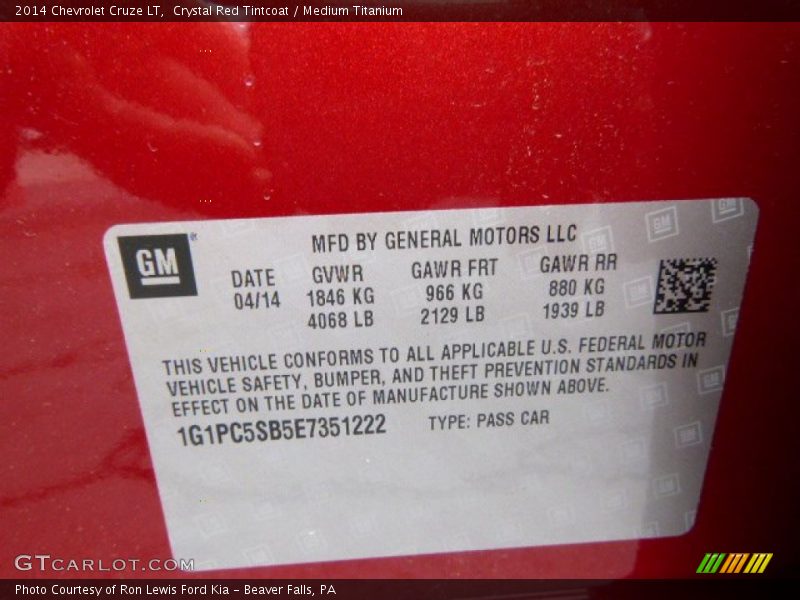 2014 Chevrolet Cruze LT,  Crystal Red Tintcoat / Medium Titanium
GM
MFD BY GENERAL MOTORS LLC
DATE GVWR GAWR FRT GAWR RR
04/14 1846 KG 966 KG 880 KG
4068 LB 2129 LB 1939 LB
THIS VEHICLE CONFORMS TO ALL APPLICABLE U.S. FEDERAL MOTOR
VEHICLE SAFETY, BUMPER, AND THEFT PREVENTION STANDARDS IN
EFFECT ON THE DATE OF MANUFACTURE SHOWN ABOVE.
1G1PC5SB5E7351222 TYPE: PASS CAR
GTCARLOT.COM
Photo Courtesy of Ron Lewis Ford Kia - Beaver Falls, PA